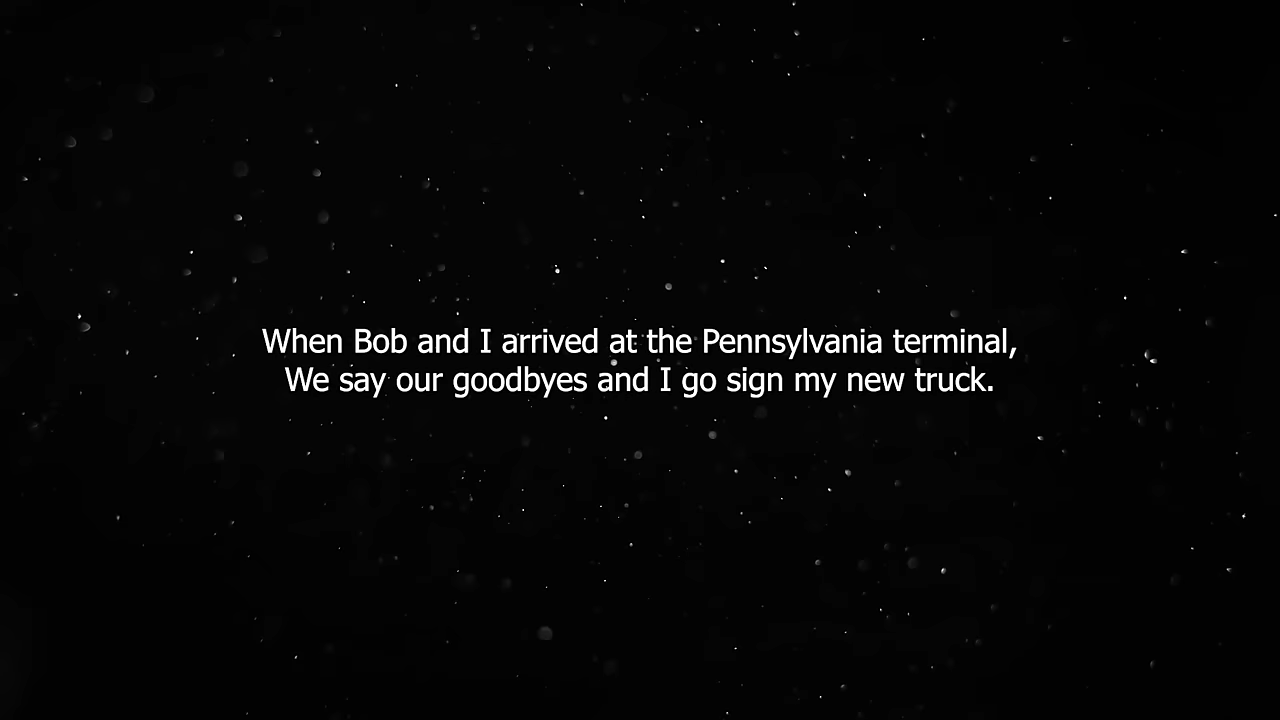 When Bob and I arrived at the Pennsylvania terminal,
We say our goodbyes and I go sign my new truck.